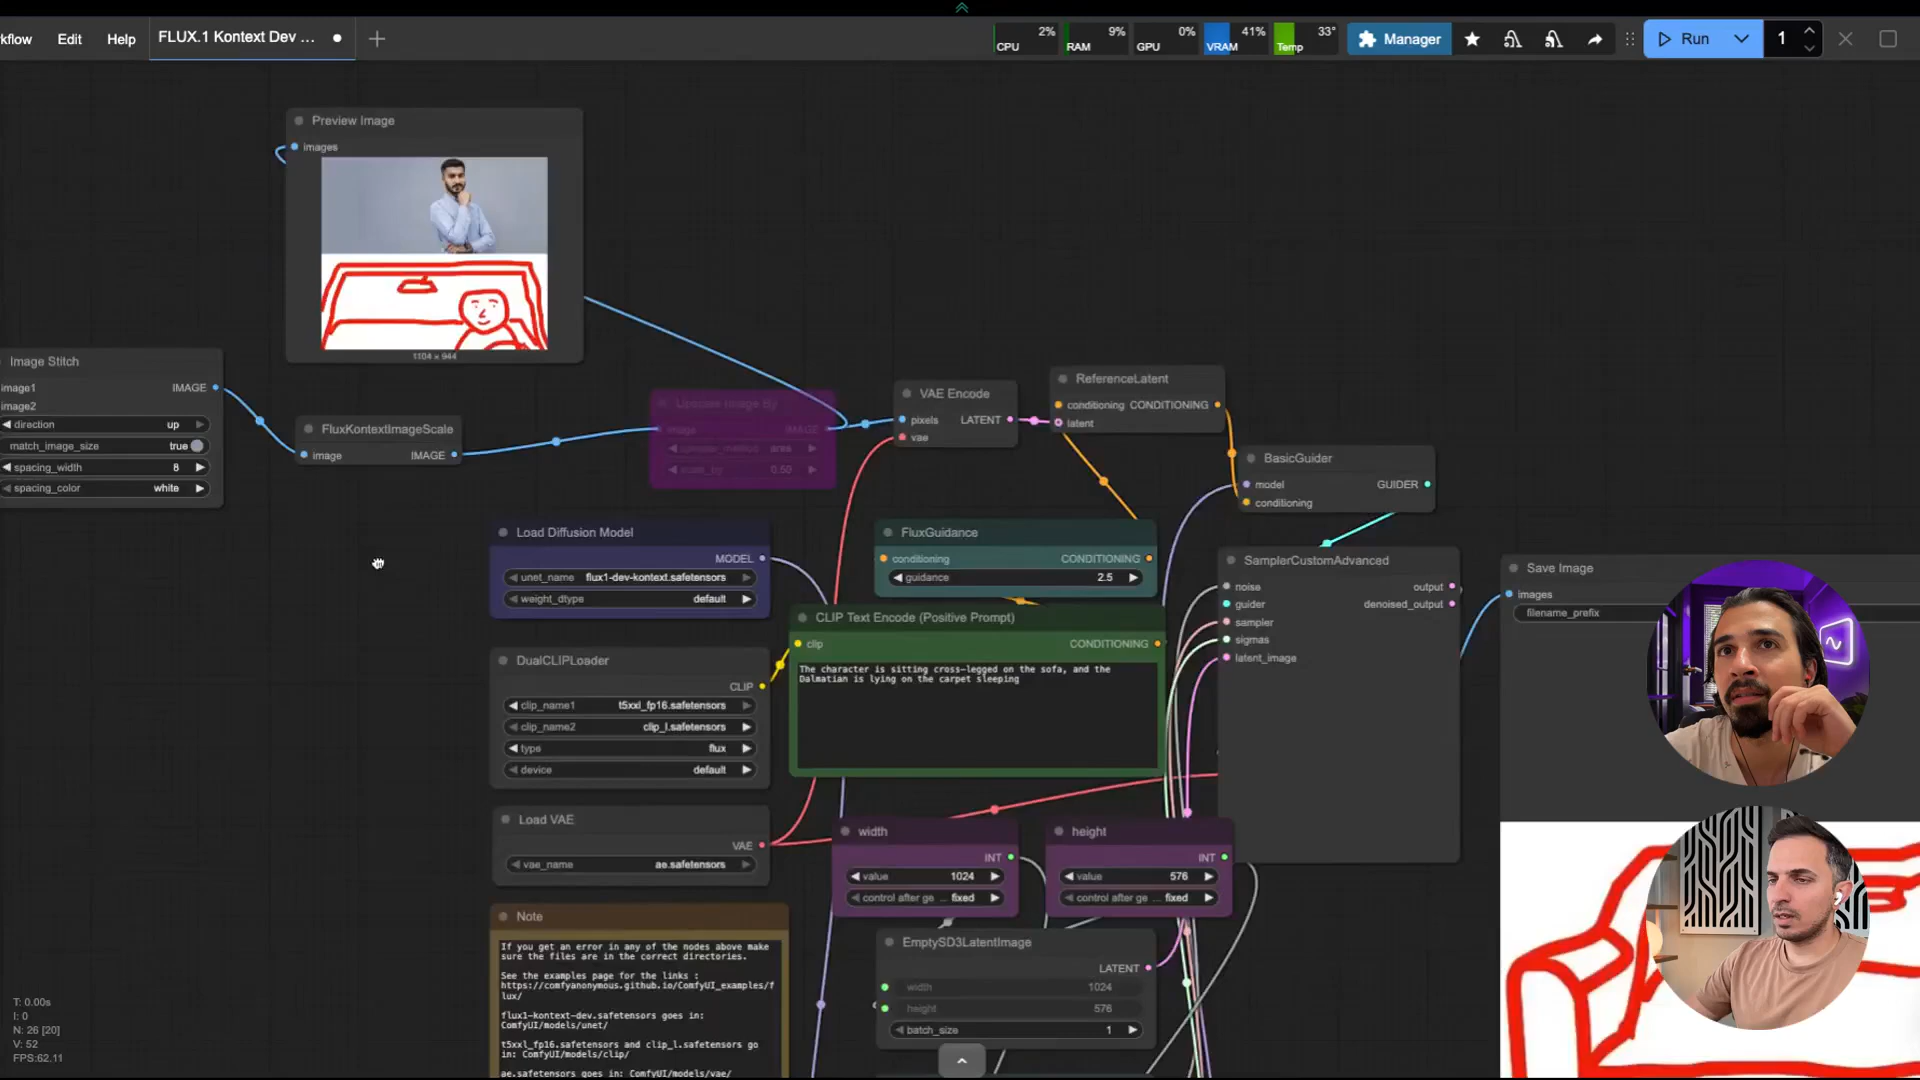 rkflow
Edit
Help
FLUX.1 Kontext Dev ...
CPU 2%
RAM 9%
GPU 0%
VRAM 41%
Temp 33°
Manager
Run
1
Preview Image
images
1104 × 944
Image Stitch
image1 IMAGE
image2
direction up
match_image_size true
spacing_width 8
spacing_color white
FluxKontextImageScale
image IMAGE
Upscale Image By
image IMAGE
area
scale_by 0.50
VAE Encode
pixels LATENT
vae
ReferenceLatent
conditioning CONDITIONING
latent
BasicGuider
model GUIDER
conditioning
Load Diffusion Model
MODEL
unet_name flux1-dev-kontext.safetensors
weight_dtype default
FluxGuidance
conditioning CONDITIONING
guidance 2.5
SamplerCustomAdvanced
noise output
guider denoised_output
sampler
sigmas
latent_image
Save Image
images
filename_prefix
CLIP Text Encode (Positive Prompt)
clip CONDITIONING
The character is sitting cross-legged on the sofa, and the
Dalmatian is lying on the carpet sleeping
DualCLIPLoader
CLIP
clip_name1 t5xxl_fp16.safetensors
clip_name2 clip_l.safetensors
type flux
device default
Load VAE
VAE
vae_name ae.safetensors
width
INT
value 1024
control after ge ... fixed
height
INT
value 576
control after ge ... fixed
Note
If you get an error in any of the nodes above make
sure the files are in the correct directories.
See the examples page for the links :
https://comfyanonymous.github.io/ComfyUI_examples/f
lux/
flux1-kontext-dev.safetensors goes in:
ComfyUI/models/unet/
t5xxl_fp16.safetensors and clip_l.safetensors go
in: ComfyUI/models/clip/
ae.safetensors goes in: ComfyUI/models/vae/
EmptySD3LatentImage
LATENT
width 1024
height 576
batch_size 1
T: 0.00s
I: 0
N: 26 [20]
V: 52
FPS:62.11